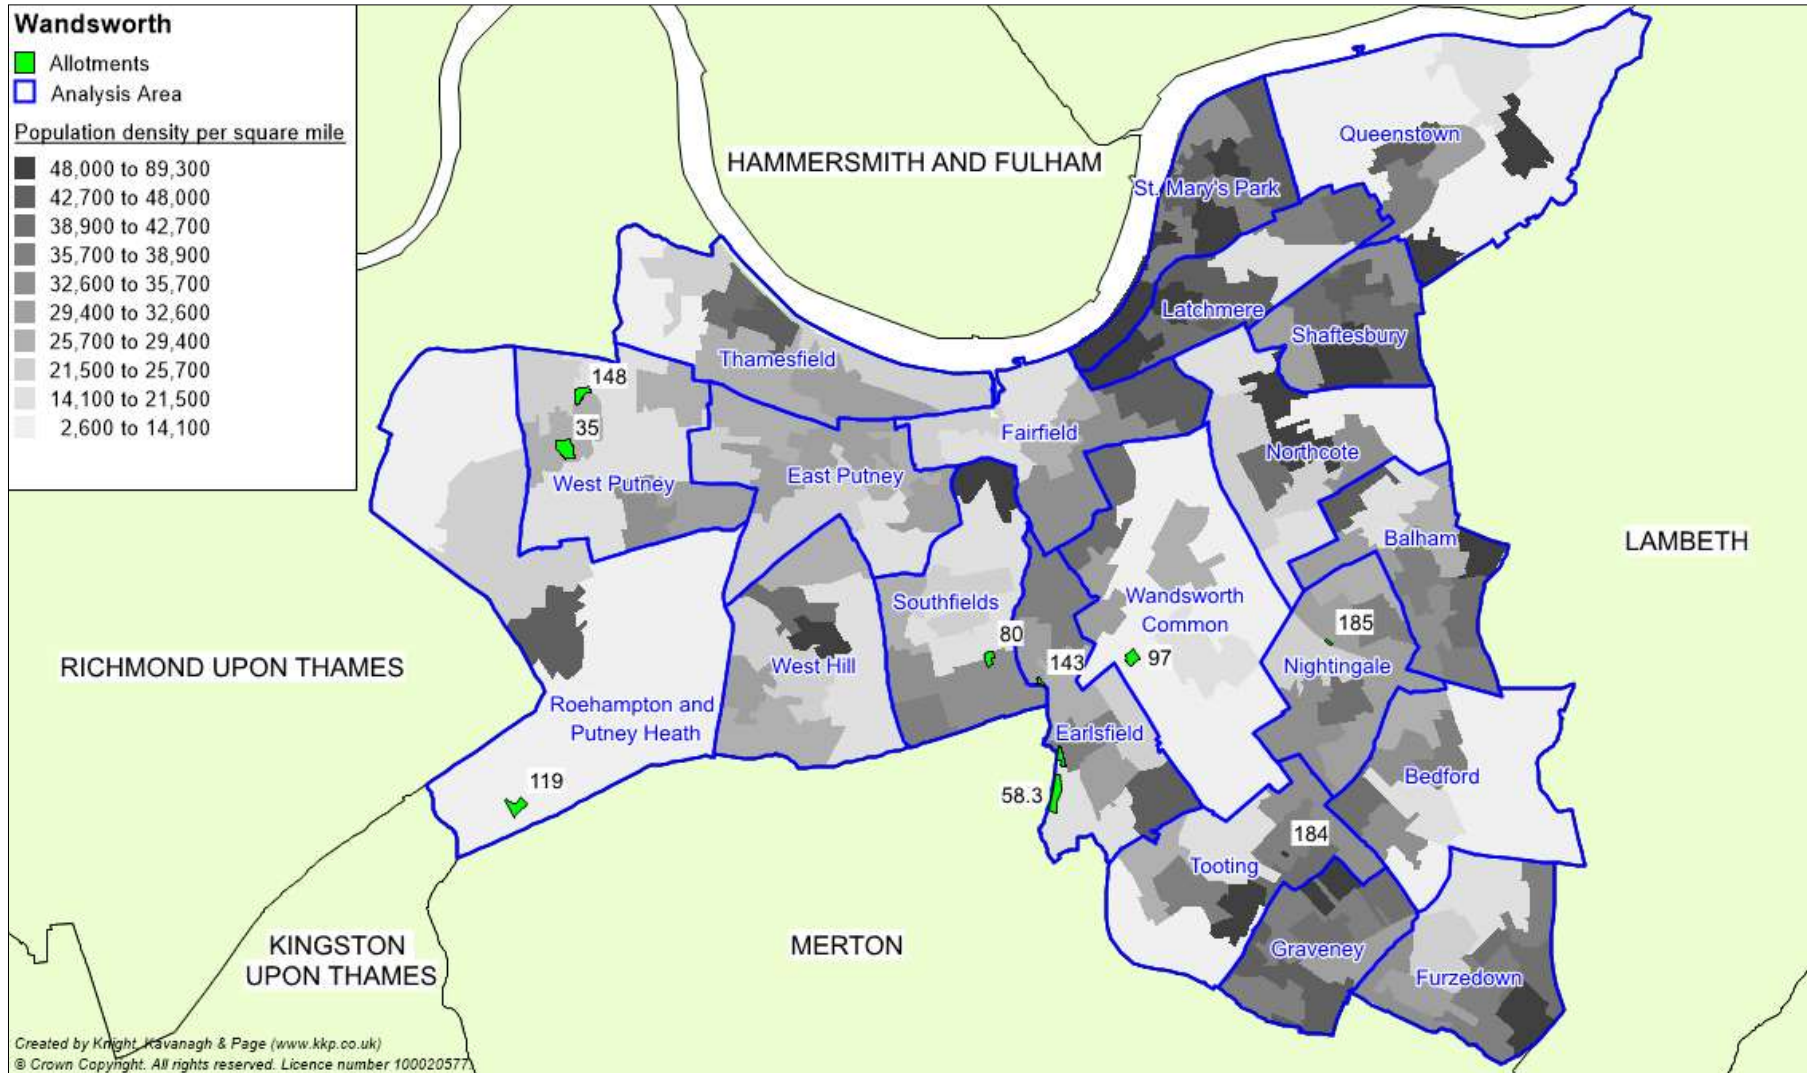 Wandsworth
Allotments
Analysis Area
Population density per square mile
48,000 to 89,300
42,700 to 48,000
38,900 to 42,700
35,700 to 38,900
32,600 to 35,700
29,400 to 32,600
25,700 to 29,400
21,500 to 25,700
14,100 to 21,500
2,600 to 14,100
HAMMERSMITH AND FULHAM
Queenstown
St. Mary's Park
Latchmere
Shaftesbury
Thamesfield
148
35
West Putney
East Putney
Fairfield
Northcote
Balham
LAMBETH
Southfields
80
Wandsworth
Common
185
143
97
Nightingale
RICHMOND UPON THAMES
West Hill
Roehampton and
Putney Heath
Earlsfield
119
58.3
Bedford
184
Tooting
KINGSTON
UPON THAMES
MERTON
Graveney
Furzedown
Created by Knight, Kavanagh & Page (www.kkp.co.uk)
© Crown Copyright. All rights reserved. Licence number 100020577.